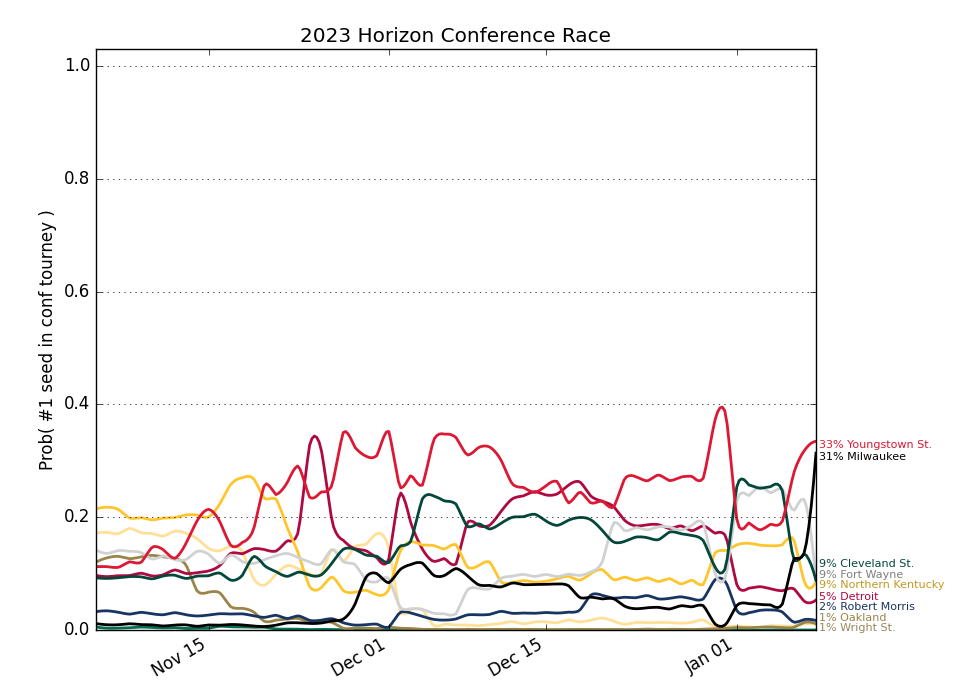 2023 Horizon Conference Race
Prob( #1 seed in conf tourney )
1.0
0.8
0.6
0.4
0.2
0.0
Nov 15
Dec 01
Dec 15
Jan 01
33% Youngstown St.
31% Milwaukee
9% Cleveland St.
9% Fort Wayne
9% Northern Kentucky
5% Detroit
2% Robert Morris
1% Oakland
1% Wright St.